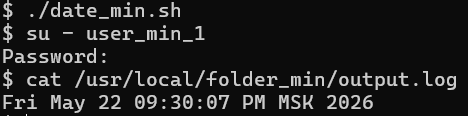 $ ./date_min.sh
$ su - user_min_1
Password:
$ cat /usr/local/folder_min/output.log
Fri May 22 09:30:07 PM MSK 2026